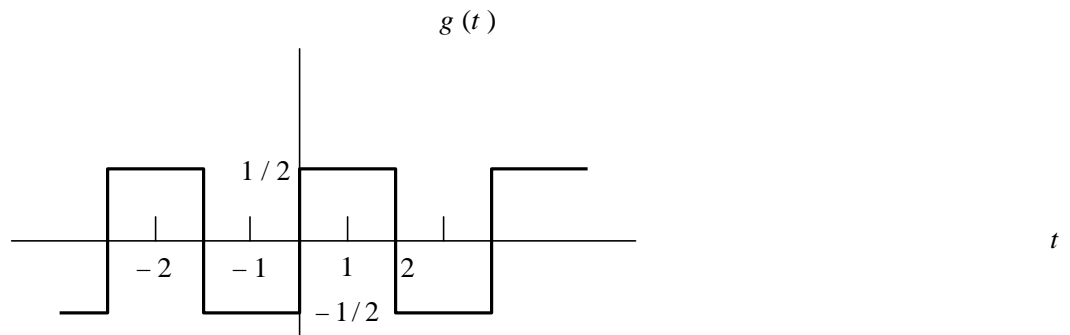 g (t)
1 / 2
– 2 – 1 1 2 t
– 1/ 2